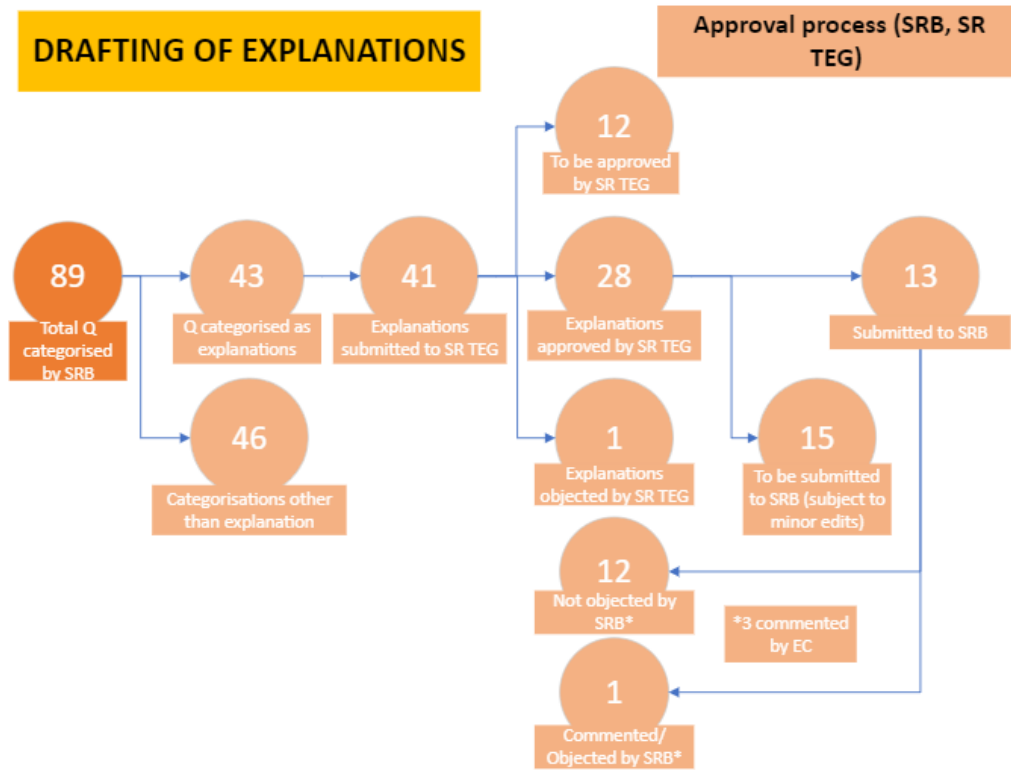 DRAFTING OF EXPLANATIONS
Approval process (SRB, SR
TEG)
12
To be approved
by SR TEG
89
Total Q
categorised
by SRB
43
Q categorised as
explanations
41
Explanations
submitted to SR TEG
28
Explanations
approved by SR TEG
13
Submitted to SRB
46
Categorisations other
than explanation
1
Explanations
objected by SR TEG
15
To be submitted
to SRB (subject to
minor edits)
12
Not objected by
SRB*
*3 commented
by EC
1
Commented/
Objected by SRB*